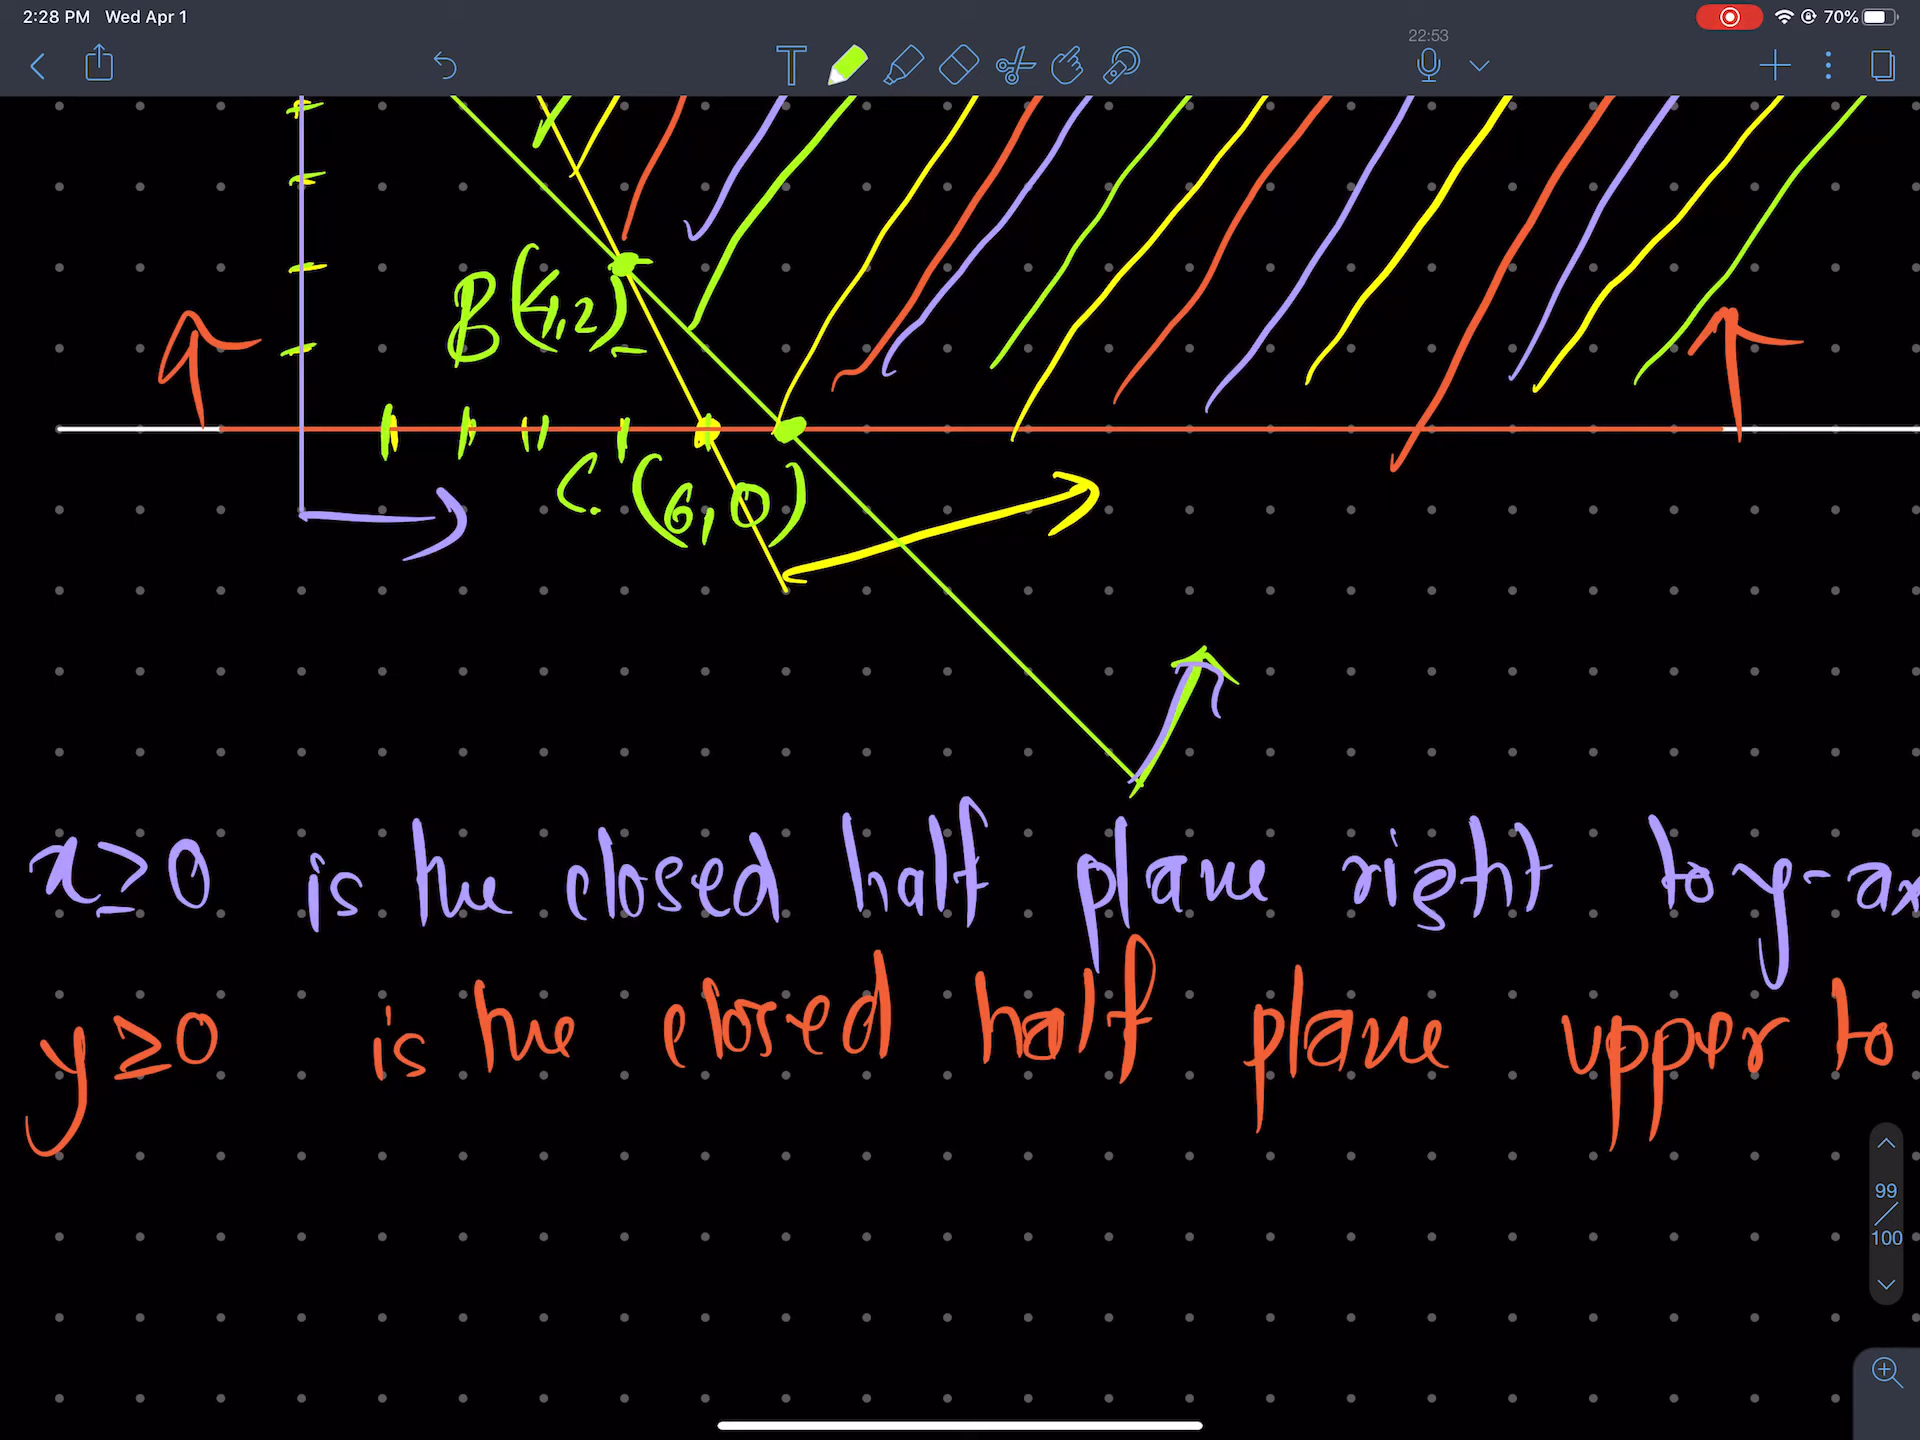 2:28 PM Wed Apr 1
70%
22:53
B(4,2)
C.(6,0)
x≥0 is the closed half plane right to y-ax
y≥0 is the closed half plane upper to
99
100